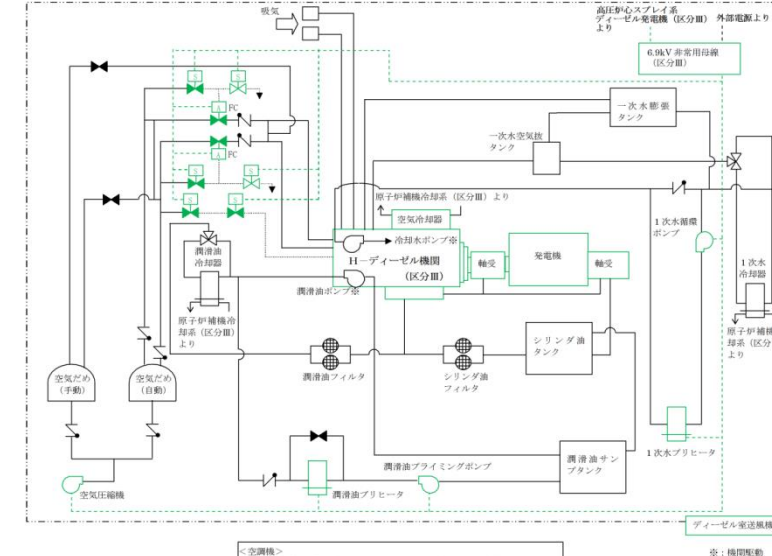 高圧炉心スプレイ系
ディーゼル発電機（区分Ⅲ）
より
外部電源より
吸気
6.9kV 非常用母線
（区分Ⅲ）
S
S
A
FC
FC
A
S
S
S
S
一次水膨張
タンク
一次水空気抜
タンク
原子炉補機冷却系（区分Ⅲ）より
空気冷却器
冷却水ポンプ※
H－ディーゼル機関
（区分Ⅲ）
軸受
発電機
軸受
潤滑油
冷却器
潤滑油ポンプ※
1次水循環
ポンプ
1次水
冷却器
原子炉補機冷
却系（区分Ⅲ）
より
原子炉補機
却系（区分
より
シリンダ油
タンク
潤滑油フィルタ
シリンダ油
フィルタ
空気だめ
（手動）
空気だめ
（自動）
1次水プリヒータ
潤滑油サン
プタンク
潤滑油プライミングポンプ
空気圧縮機
潤滑油プリヒータ
ディーゼル室送風機
＜空調機＞
※：機関駆動